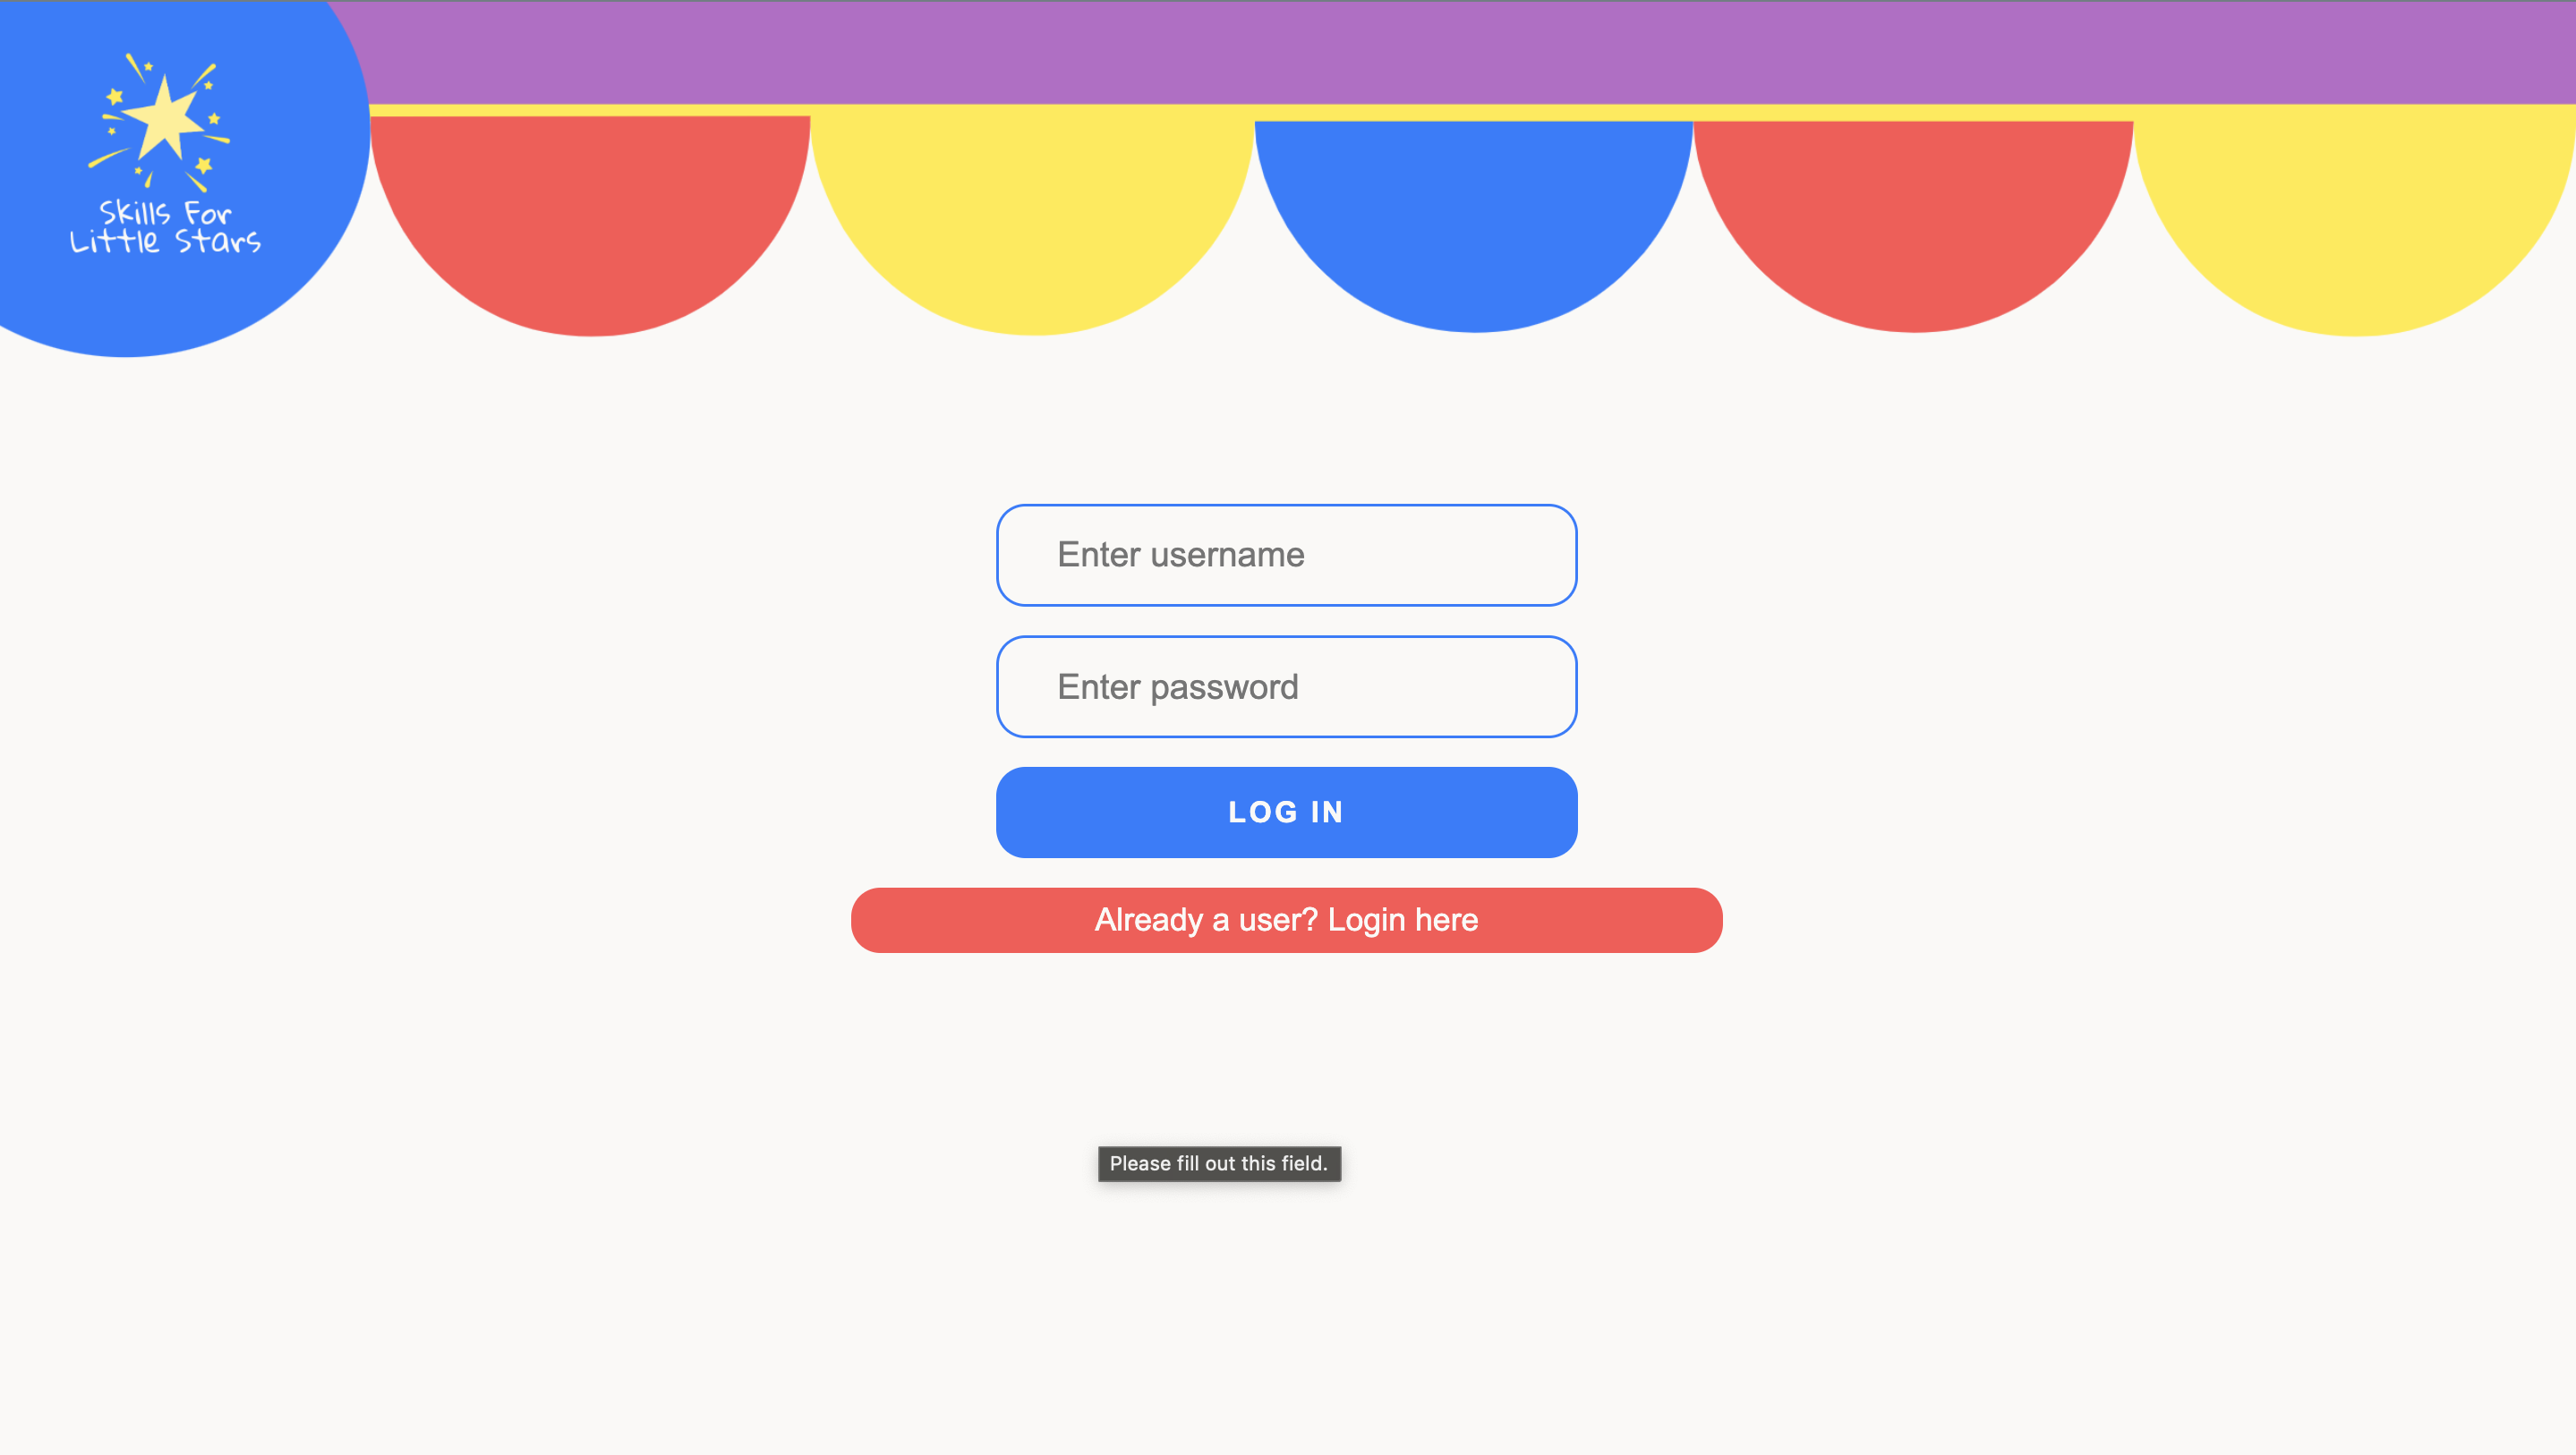 Skills For
Little Stars
Enter username
Enter password
LOG IN
Already a user? Login here
Please fill out this field.